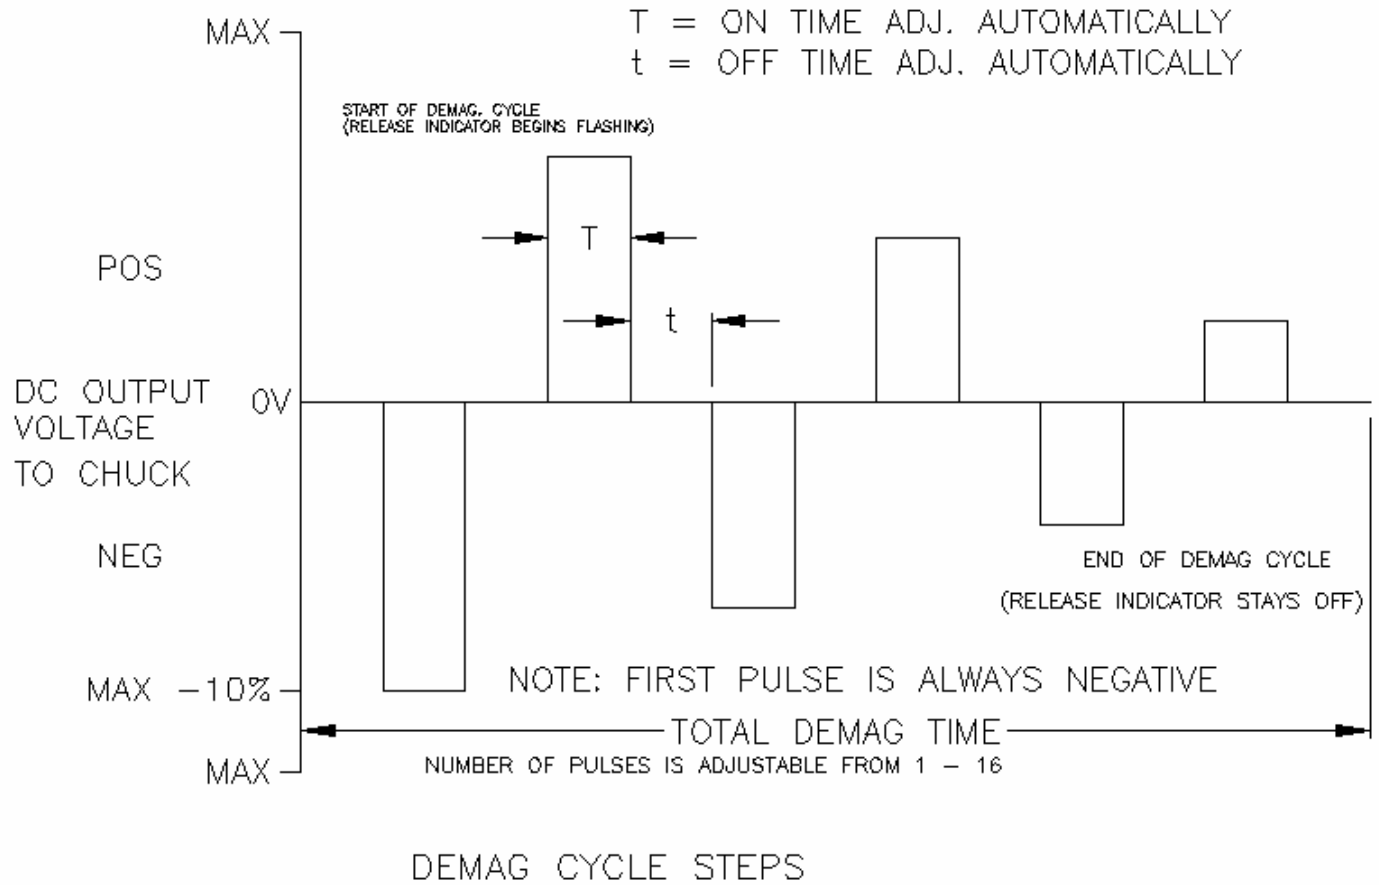 MAX
T = ON TIME ADJ. AUTOMATICALLY
t = OFF TIME ADJ. AUTOMATICALLY
START OF DEMAG. CYCLE
(RELEASE INDICATOR BEGINS FLASHING)
T
POS
t
DC OUTPUT
VOLTAGE
TO CHUCK
0V
NEG
END OF DEMAG CYCLE
(RELEASE INDICATOR STAYS OFF)
MAX -10%
NOTE: FIRST PULSE IS ALWAYS NEGATIVE
TOTAL DEMAG TIME
MAX
NUMBER OF PULSES IS ADJUSTABLE FROM 1 - 16
DEMAG CYCLE STEPS